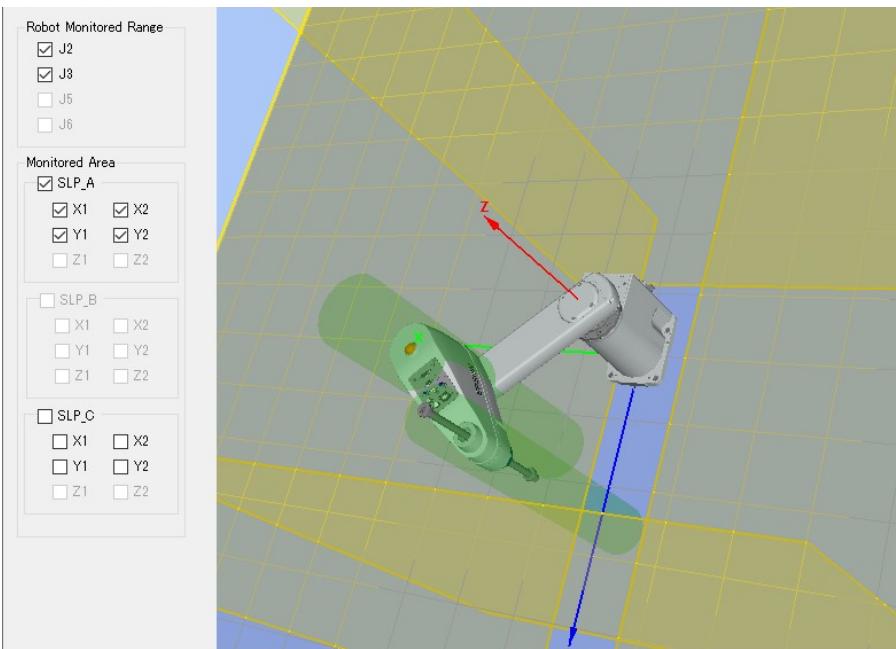 Robot Monitored Range
J2
J3
J5
J6
Monitored Area
SLP_A
X1 X2
Y1 Y2
Z1 Z2
SLP_B
X1 X2
Y1 Y2
Z1 Z2
SLP_C
X1 X2
Y1 Y2
Z1 Z2
Z